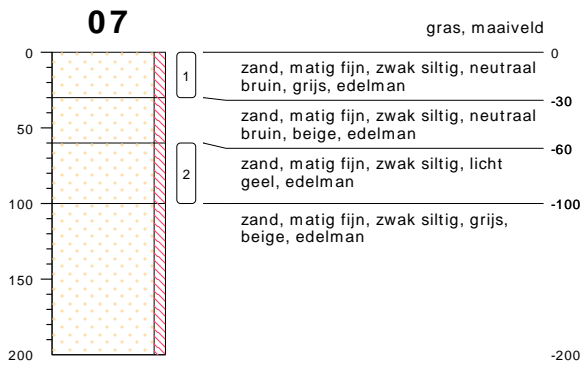 07
gras, maaiveld
0
0
1
zand, matig fijn, zwak siltig, neutraal
bruin, grijs, edelman
-30
zand, matig fijn, zwak siltig, neutraal
bruin, beige, edelman
50
-60
2
zand, matig fijn, zwak siltig, licht
geel, edelman
100
-100
zand, matig fijn, zwak siltig, grijs,
beige, edelman
150
200
-200